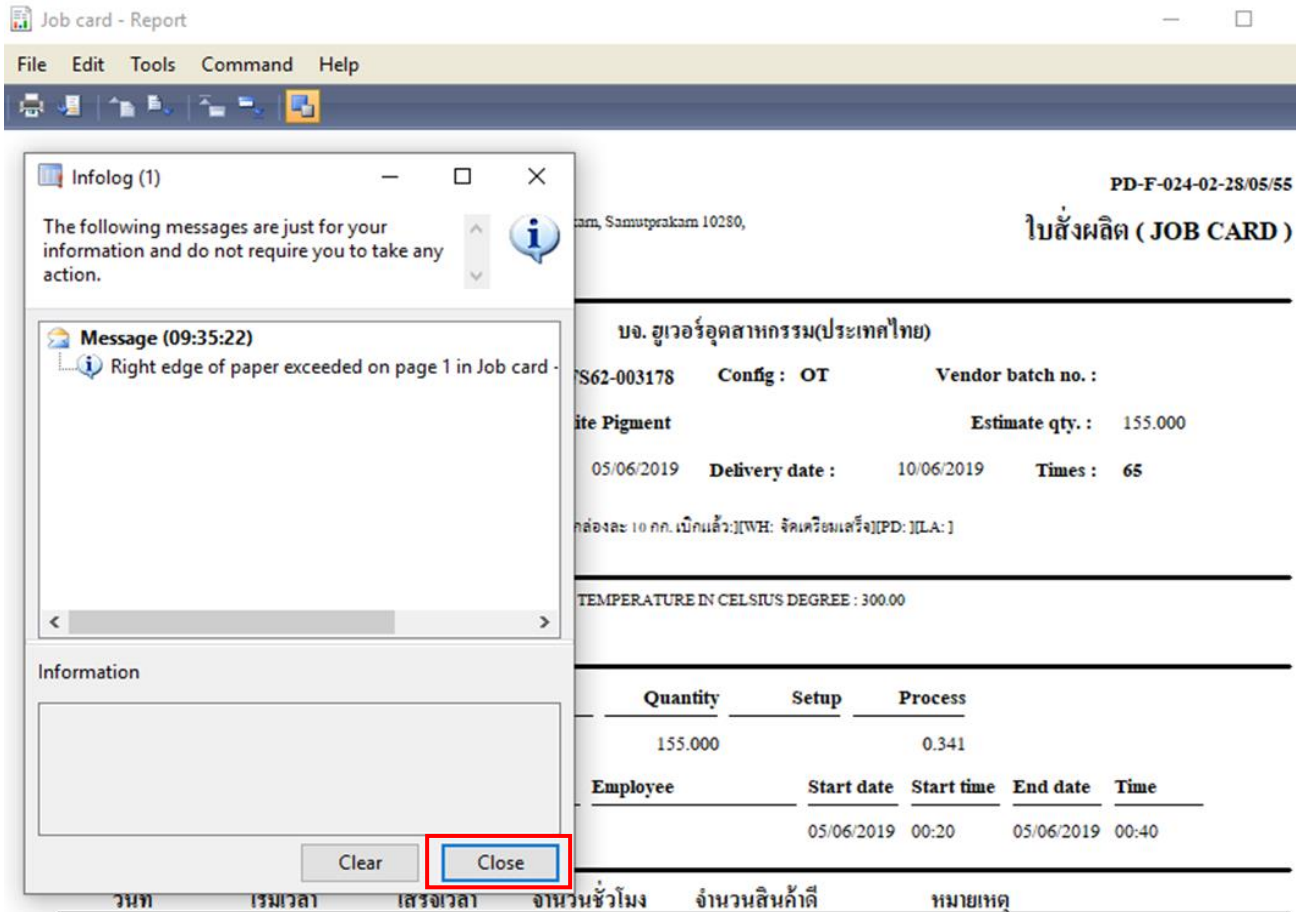 Job card - Report
File Edit Tools Command Help
Infolog (1)
The following messages are just for your
information and do not require you to take any
action.
Message (09:35:22)
Right edge of paper exceeded on page 1 in Job card -
Information
Clear Close
PD-F-024-02-28/05/55
Samutprakarn 10280,
ใบสั่งผลิต ( JOB CARD )
บจ. ฮูเวอร์อุตสาหกรรม(ประเทศไทย)
S62-003178 Config : OT Vendor batch no. :
ite Pigment Estimate qty. : 155.000
05/06/2019 Delivery date : 10/06/2019 Times : 65
กล่องละ 10 กก. เบิกแล้ว:][WH: จัดเตรียมเสร็จ][PD: ][LA: ]
TEMPERATURE IN CELSIUS DEGREE : 300.00
Quantity Setup Process
155.000 0.341
Employee Start date Start time End date Time
05/06/2019 00:20 05/06/2019 00:40
วันที่ เริ่มเวลา เสร็จเวลา จำนวนชั่วโมง จำนวนสินค้าดี หมายเหตุ